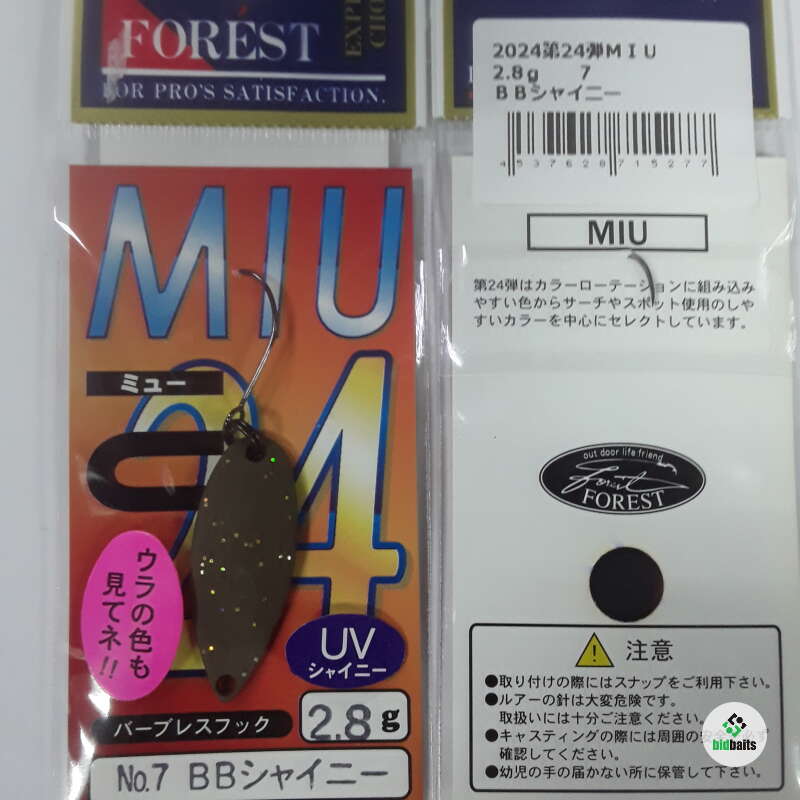 FOREST
FOR PRO'S SATISFACTION.
MIU
ミュー
24
ウラの色も
見てネ!!
UV
シャイニー
バーブレスフック
2.8g
No.7 BBシャイニー
2024第24弾MIU
2.8g 7
BBシャイニー
4537628715277
MIU
第24弾はカラーローテーションに組み込み
やすい色からサーチやスポット使用のしや
すいカラーを中心にセレクトしています。
out door life friend
Forest
FOREST
注意
●取り付けの際にはスナップをご利用下さい。
●ルアーの針は大変危険です。
取扱いには十分ご注意ください。
●キャスティングの際には周囲の安全を必ず
確認してください。
●幼児の手の届かない所に保管して下さい。
bidbaits